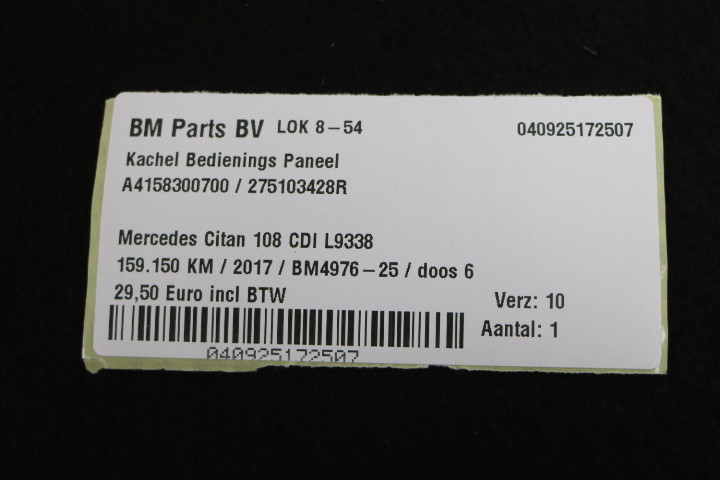 BM Parts BV LOK 8-54 040925172507
Kachel Bedienings Paneel
A4158300700 / 275103428R
Mercedes Citan 108 CDI L9338
159.150 KM / 2017 / BM4976-25 / doos 6
29,50 Euro incl BTW
Verz: 10
Aantal: 1
040925172507